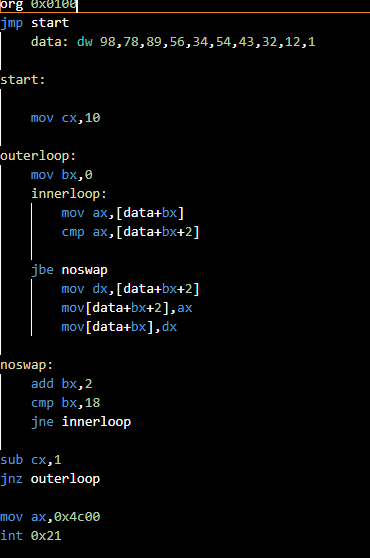 org 0x0100
jmp start
data: dw 98,78,89,56,34,54,43,32,12,1
start:
mov cx,10
outerloop:
mov bx,0
innerloop:
mov ax,[data+bx]
cmp ax,[data+bx+2]
jbe noswap
mov dx,[data+bx+2]
mov[data+bx+2],ax
mov[data+bx],dx
noswap:
add bx,2
cmp bx,18
jne innerloop
sub cx,1
jnz outerloop
mov ax,0x4c00
int 0x21